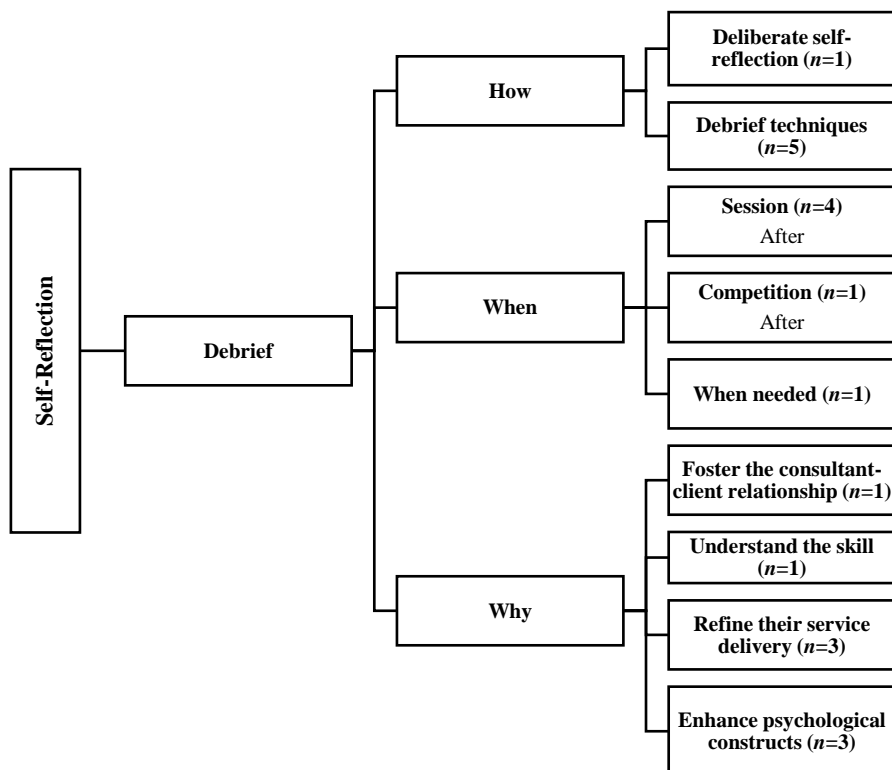 Self-Reflection
Debrief
How
Deliberate self-
reflection (n=1)
Debrief techniques
(n=5)
When
Session (n=4)
After
Competition (n=1)
After
When needed (n=1)
Why
Foster the consultant-
client relationship (n=1)
Understand the skill
(n=1)
Refine their service
delivery (n=3)
Enhance psychological
constructs (n=3)